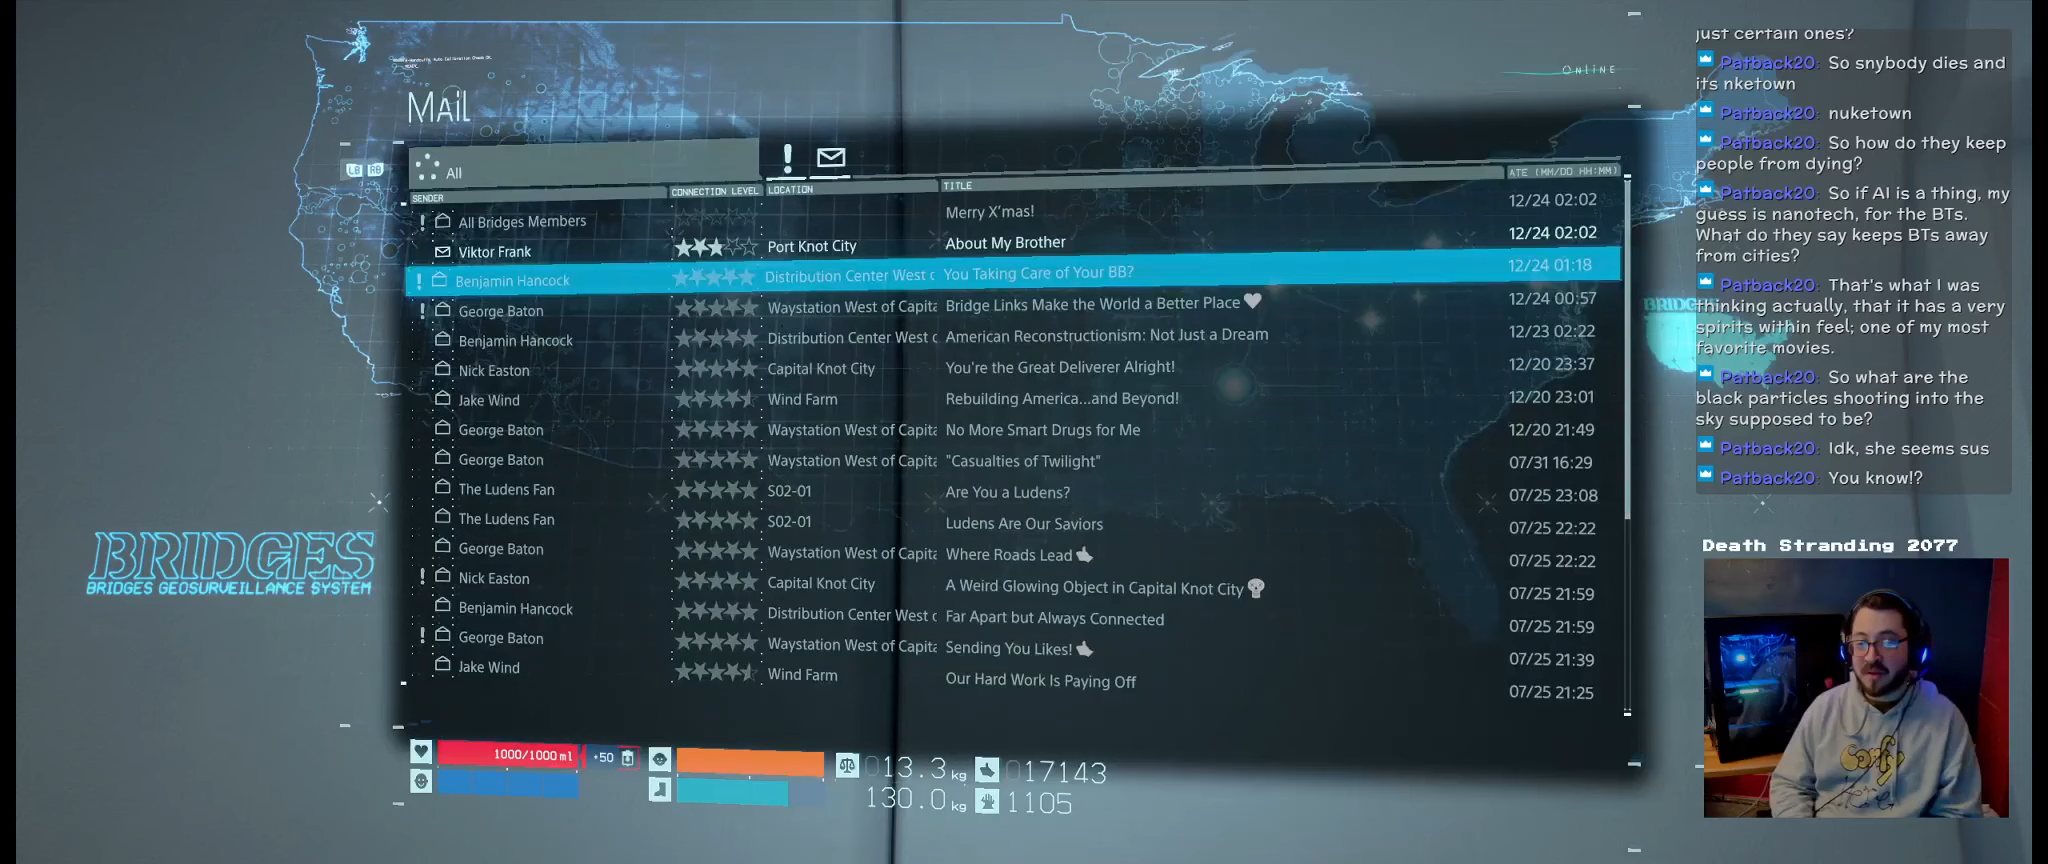 MAiL
ONLiNE
LB RB
All
SENDER CONNECTION LEVEL LOCATION TITLE ATE (MM/DD HH:MM)
! All Bridges Members Merry X'mas! 12/24 02:02
Viktor Frank Port Knot City About My Brother 12/24 02:02
! Benjamin Hancock Distribution Center West c You Taking Care of Your BB? 12/24 01:18
! George Baton Waystation West of Capita Bridge Links Make the World a Better Place 12/24 00:57
Benjamin Hancock Distribution Center West c American Reconstructionism: Not Just a Dream 12/23 02:22
Nick Easton Capital Knot City You're the Great Deliverer Alright! 12/20 23:37
Jake Wind Wind Farm Rebuilding America...and Beyond! 12/20 23:01
George Baton Waystation West of Capita No More Smart Drugs for Me 12/20 21:49
George Baton Waystation West of Capita "Casualties of Twilight" 07/31 16:29
The Ludens Fan S02-01 Are You a Ludens? 07/25 23:08
The Ludens Fan S02-01 Ludens Are Our Saviors 07/25 22:22
George Baton Waystation West of Capita Where Roads Lead 07/25 22:22
! Nick Easton Capital Knot City A Weird Glowing Object in Capital Knot City 07/25 21:59
Benjamin Hancock Distribution Center West c Far Apart but Always Connected 07/25 21:59
! George Baton Waystation West of Capita Sending You Likes! 07/25 21:39
Jake Wind Wind Farm Our Hard Work Is Paying Off 07/25 21:25
BRIDGES
BRIDGES GEOSURVEILLANCE SYSTEM
1000/1000 ml
+50
013.3 kg
130.0 kg
017143
1105
just certain ones?
Patback20: So snybody dies and
its nketown
Patback20: nuketown
Patback20: So how do they keep
people from dying?
Patback20: So if AI is a thing, my
guess is nanotech, for the BTs.
What do they say keeps BTs away
from cities?
Patback20: That's what I was
thinking actually, that it has a very
spirits within feel; one of my most
favorite movies.
Patback20: So what are the
black particles shooting into the
sky supposed to be?
Patback20: Idk, she seems sus
Patback20: You know!?
Death Stranding 2077
Comfy